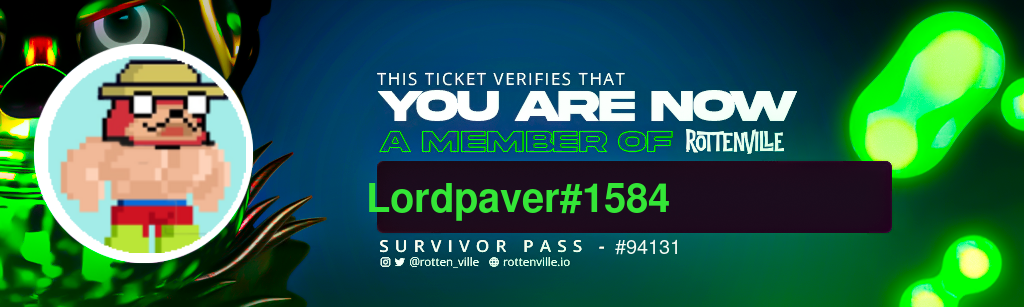 THIS TICKET VERIFIES THAT
YOU ARE NOW
A MEMBER OF ROTTENVILLE
Lordpaver#1584
SURVIVOR PASS - #94131
@rotten_ville rottenville.io